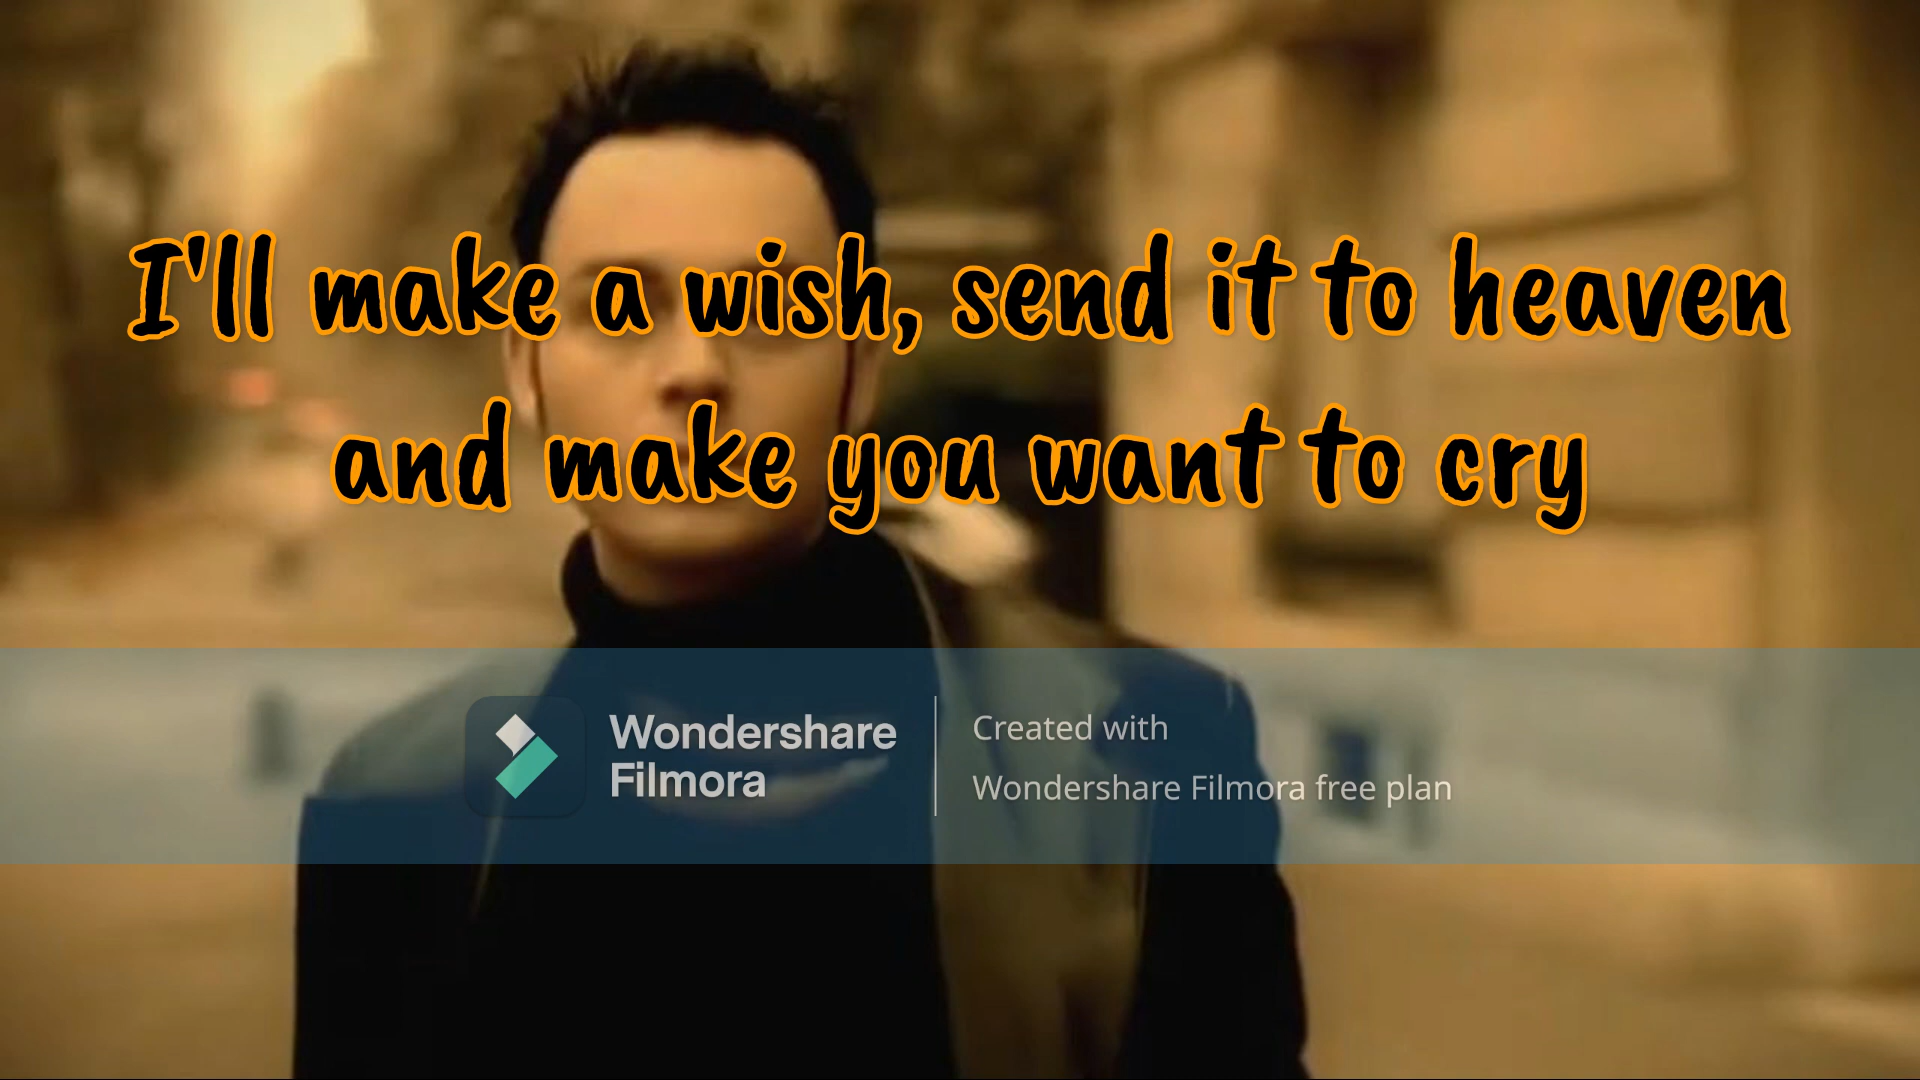 I'll make a wish, send it to heaven
and make you want to cry
Wondershare
Filmora
Created with
Wondershare Filmora free plan